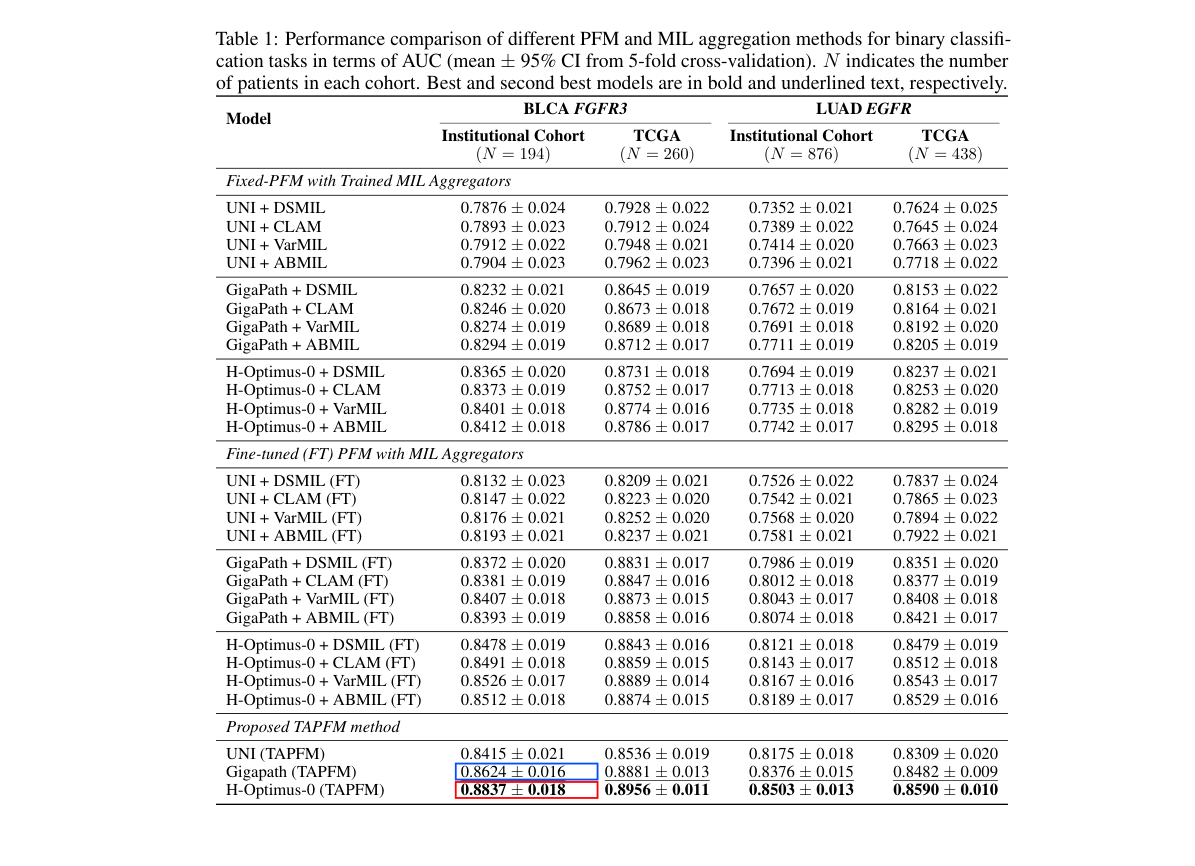 Table 1: Performance comparison of different PFM and MIL aggregation methods for binary classifi-
cation tasks in terms of AUC (mean ± 95% CI from 5-fold cross-validation). N indicates the number
of patients in each cohort. Best and second best models are in bold and underlined text, respectively.
Model BLCA FGFR3 LUAD EGFR
Institutional Cohort TCGA Institutional Cohort TCGA
(N = 194) (N = 260) (N = 876) (N = 438)
Fixed-PFM with Trained MIL Aggregators
UNI + DSMIL 0.7876 ± 0.024 0.7928 ± 0.022 0.7352 ± 0.021 0.7624 ± 0.025
UNI + CLAM 0.7893 ± 0.023 0.7912 ± 0.024 0.7389 ± 0.022 0.7645 ± 0.024
UNI + VarMIL 0.7912 ± 0.022 0.7948 ± 0.021 0.7414 ± 0.020 0.7663 ± 0.023
UNI + ABMIL 0.7904 ± 0.023 0.7962 ± 0.023 0.7396 ± 0.021 0.7718 ± 0.022
GigaPath + DSMIL 0.8232 ± 0.021 0.8645 ± 0.019 0.7657 ± 0.020 0.8153 ± 0.022
GigaPath + CLAM 0.8246 ± 0.020 0.8673 ± 0.018 0.7672 ± 0.019 0.8164 ± 0.021
GigaPath + VarMIL 0.8274 ± 0.019 0.8689 ± 0.018 0.7691 ± 0.018 0.8192 ± 0.020
GigaPath + ABMIL 0.8294 ± 0.019 0.8712 ± 0.017 0.7711 ± 0.019 0.8205 ± 0.019
H-Optimus-0 + DSMIL 0.8365 ± 0.020 0.8731 ± 0.018 0.7694 ± 0.019 0.8237 ± 0.021
H-Optimus-0 + CLAM 0.8373 ± 0.019 0.8752 ± 0.017 0.7713 ± 0.018 0.8253 ± 0.020
H-Optimus-0 + VarMIL 0.8401 ± 0.018 0.8774 ± 0.016 0.7735 ± 0.018 0.8282 ± 0.019
H-Optimus-0 + ABMIL 0.8412 ± 0.018 0.8786 ± 0.017 0.7742 ± 0.017 0.8295 ± 0.018
Fine-tuned (FT) PFM with MIL Aggregators
UNI + DSMIL (FT) 0.8132 ± 0.023 0.8209 ± 0.021 0.7526 ± 0.022 0.7837 ± 0.024
UNI + CLAM (FT) 0.8147 ± 0.022 0.8223 ± 0.020 0.7542 ± 0.021 0.7865 ± 0.023
UNI + VarMIL (FT) 0.8176 ± 0.021 0.8252 ± 0.020 0.7568 ± 0.020 0.7894 ± 0.022
UNI + ABMIL (FT) 0.8193 ± 0.021 0.8237 ± 0.021 0.7581 ± 0.021 0.7922 ± 0.021
GigaPath + DSMIL (FT) 0.8372 ± 0.020 0.8831 ± 0.017 0.7986 ± 0.019 0.8351 ± 0.020
GigaPath + CLAM (FT) 0.8381 ± 0.019 0.8847 ± 0.016 0.8012 ± 0.018 0.8377 ± 0.019
GigaPath + VarMIL (FT) 0.8407 ± 0.018 0.8873 ± 0.015 0.8043 ± 0.017 0.8408 ± 0.018
GigaPath + ABMIL (FT) 0.8393 ± 0.019 0.8858 ± 0.016 0.8074 ± 0.018 0.8421 ± 0.017
H-Optimus-0 + DSMIL (FT) 0.8478 ± 0.019 0.8843 ± 0.016 0.8121 ± 0.018 0.8479 ± 0.019
H-Optimus-0 + CLAM (FT) 0.8491 ± 0.018 0.8859 ± 0.015 0.8143 ± 0.017 0.8512 ± 0.018
H-Optimus-0 + VarMIL (FT) 0.8526 ± 0.017 0.8889 ± 0.014 0.8167 ± 0.016 0.8543 ± 0.017
H-Optimus-0 + ABMIL (FT) 0.8512 ± 0.018 0.8874 ± 0.015 0.8189 ± 0.017 0.8529 ± 0.016
Proposed TAPFM method
UNI (TAPFM) 0.8415 ± 0.021 0.8536 ± 0.019 0.8175 ± 0.018 0.8309 ± 0.020
Gigapath (TAPFM) 0.8624 ± 0.016 0.8881 ± 0.013 0.8376 ± 0.015 0.8482 ± 0.009
H-Optimus-0 (TAPFM) 0.8837 ± 0.018 0.8956 ± 0.011 0.8503 ± 0.013 0.8590 ± 0.010